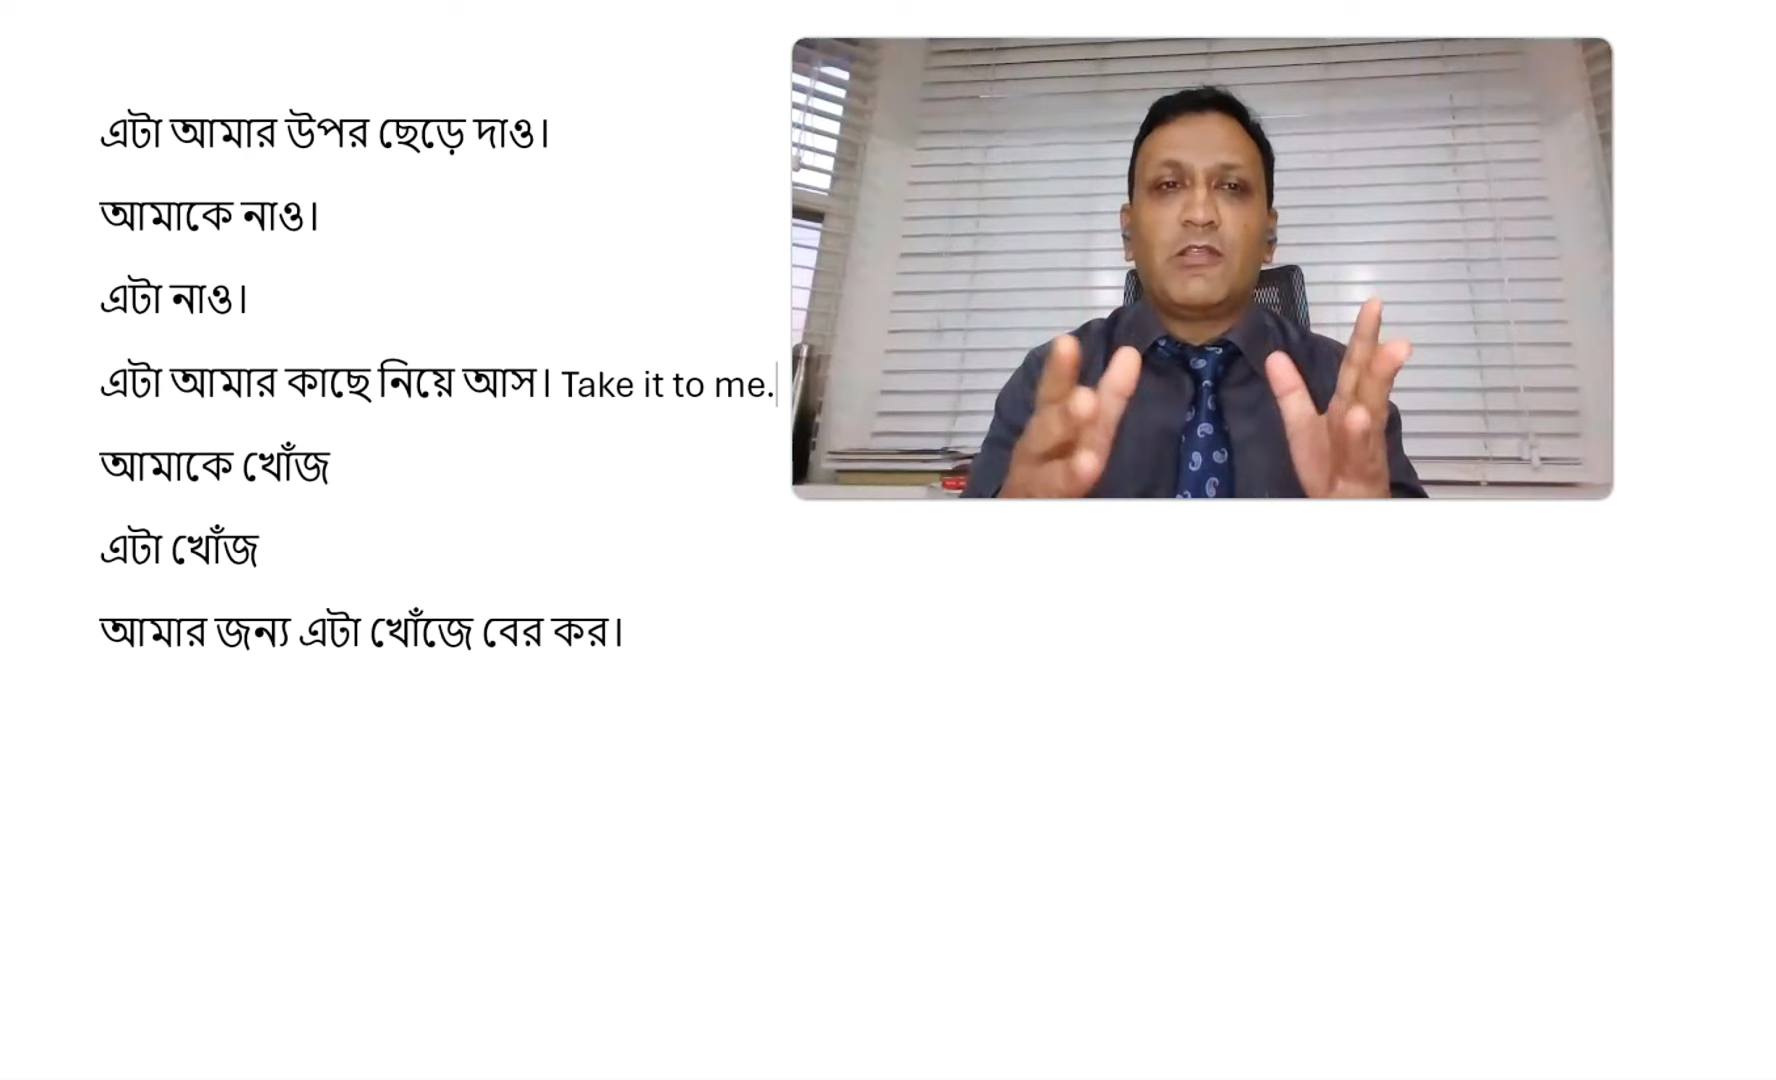 এটা আমার উপর ছেড়ে দাও।
আমাকে নাও।
এটা নাও।
এটা আমার কাছে নিয়ে আস। Take it to me.
আমাকে খোঁজ
এটা খোঁজ
আমার জন্য এটা খোঁজে বের কর।